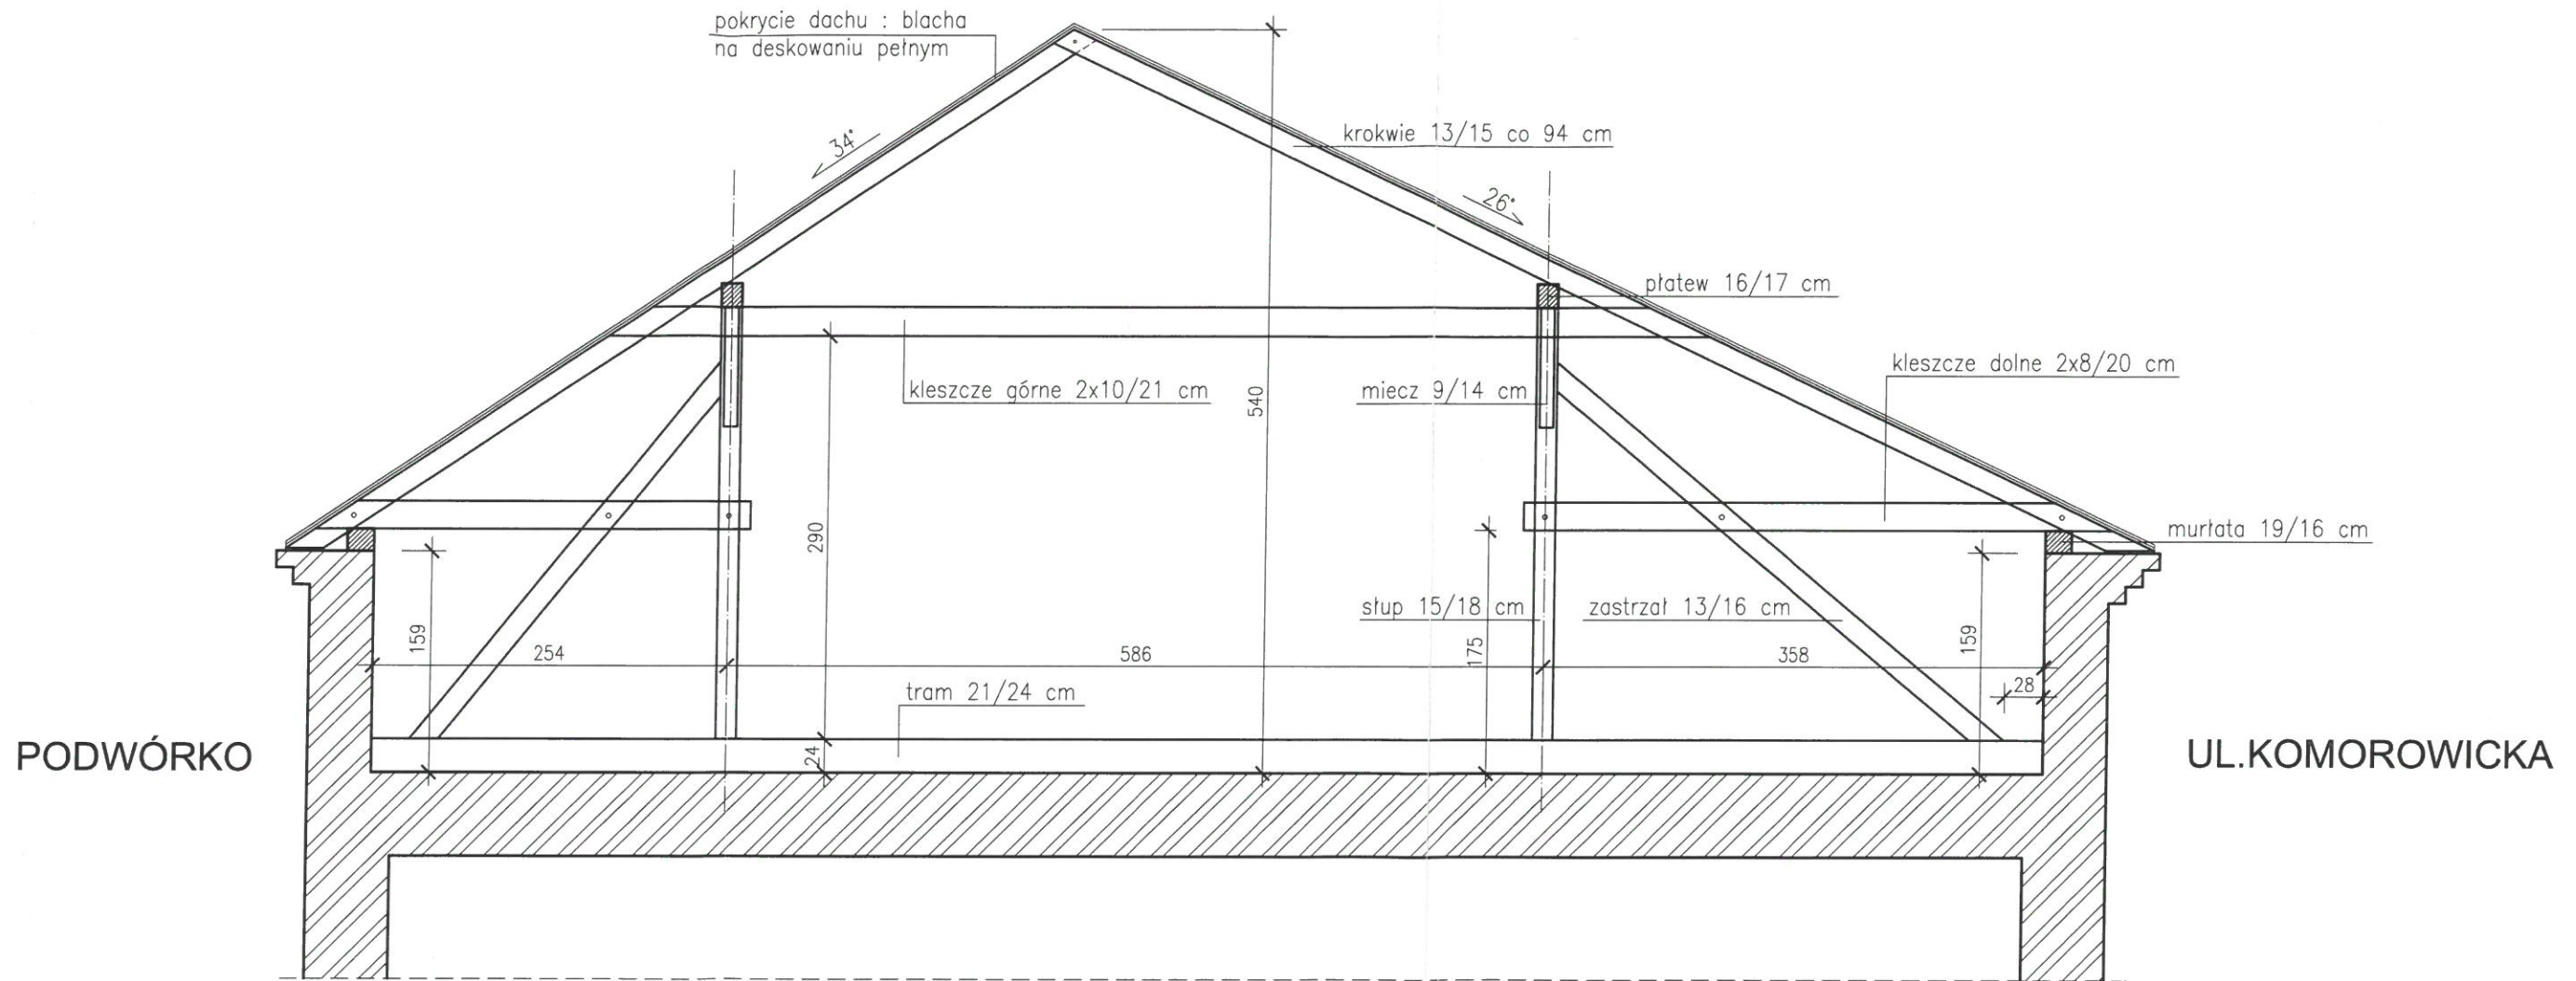 pokrycie dachu : blacha
na deskowaniu pełnym
34°
krokwie 13/15 co 94 cm
26°
płatew 16/17 cm
kleszcze dolne 2x8/20 cm
kleszcze górne 2x10/21 cm
540
miecz 9/14 cm
290
murłata 19/16 cm
159
254
586
słup 15/18 cm
175
zastrzał 13/16 cm
358
159
28
tram 21/24 cm
24
PODWÓRKO
UL.KOMOROWICKA